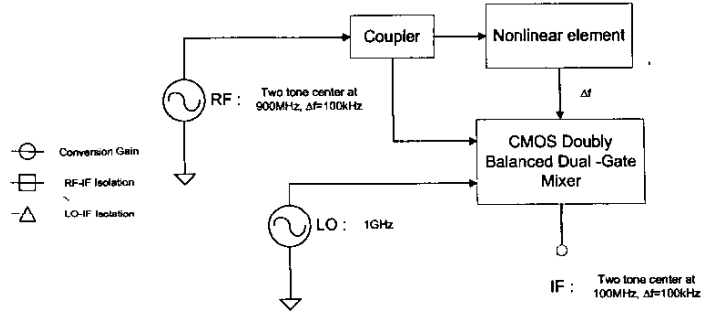 Coupler
Nonlinear element
RF : Two tone center at
900MHz, Δf=100kHz
Δf
CMOS Doubly
Balanced Dual -Gate
Mixer
Conversion Gain
RF-IF Isolation
LO-IF Isolation
LO : 1GHz
IF : Two tone center at
100MHz, Δf=100kHz